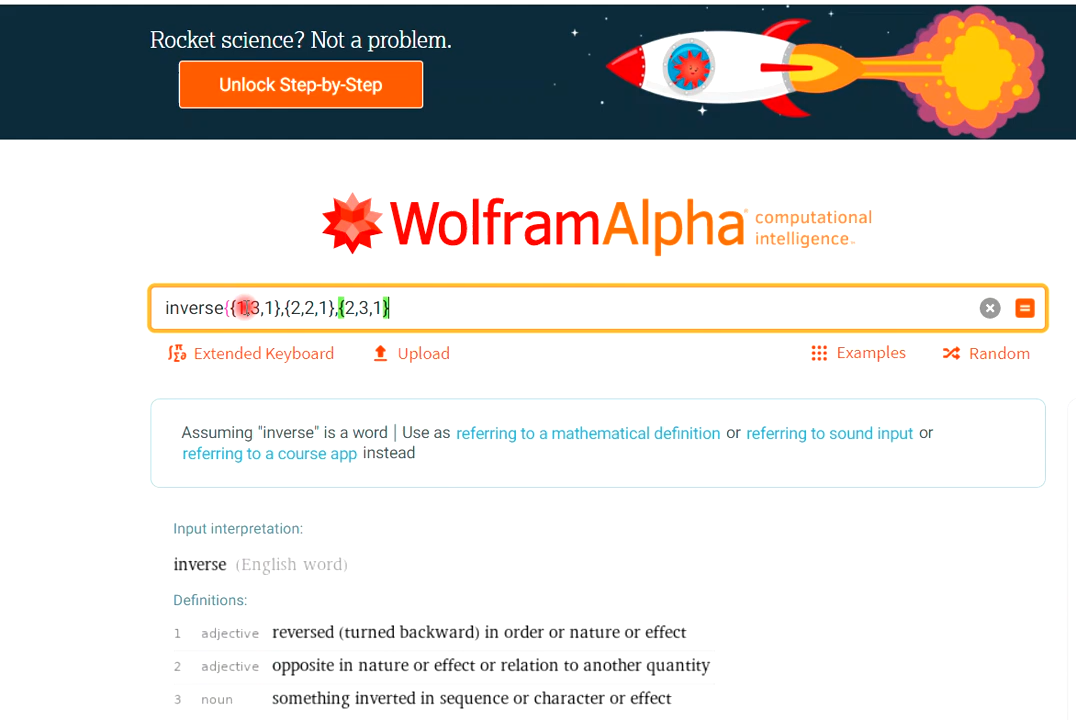 Rocket science? Not a problem.
Unlock Step-by-Step
WolframAlpha computational intelligence™
inverse{{1,3,1},{2,2,1},{2,3,1}
Extended Keyboard Upload Examples Random
Assuming "inverse" is a word | Use as referring to a mathematical definition or referring to sound input or
referring to a course app instead
Input interpretation:
inverse (English word)
Definitions:
1 adjective reversed (turned backward) in order or nature or effect
2 adjective opposite in nature or effect or relation to another quantity
3 noun something inverted in sequence or character or effect